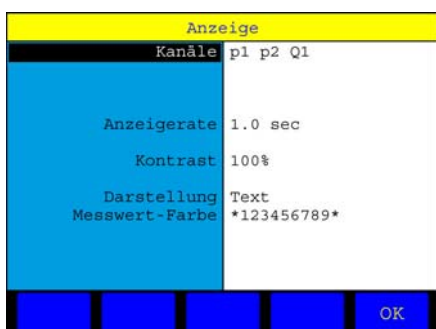 Anzeige
Kanäle p1 p2 Q1
Anzeigerate 1.0 sec
Kontrast 100%
Darstellung Text
Messwert-Farbe *123456789*
OK